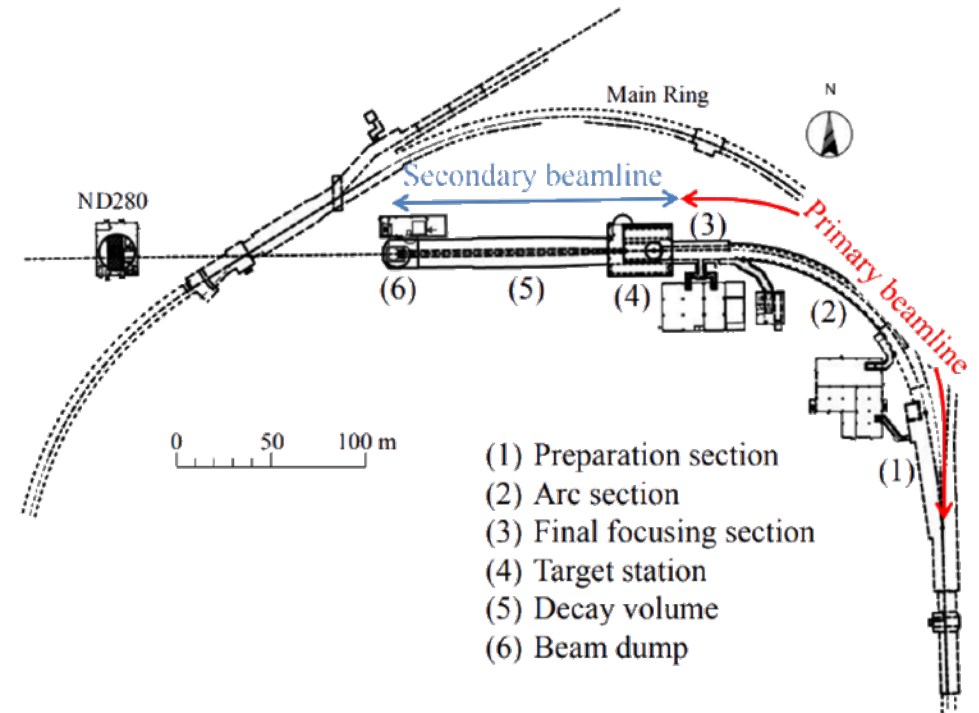 Main Ring
N
Secondary beamline
ND280
Primary beamline
(3)
(6)
(5)
(4)
(2)
(1)
0 50 100 m
(1) Preparation section
(2) Arc section
(3) Final focusing section
(4) Target station
(5) Decay volume
(6) Beam dump